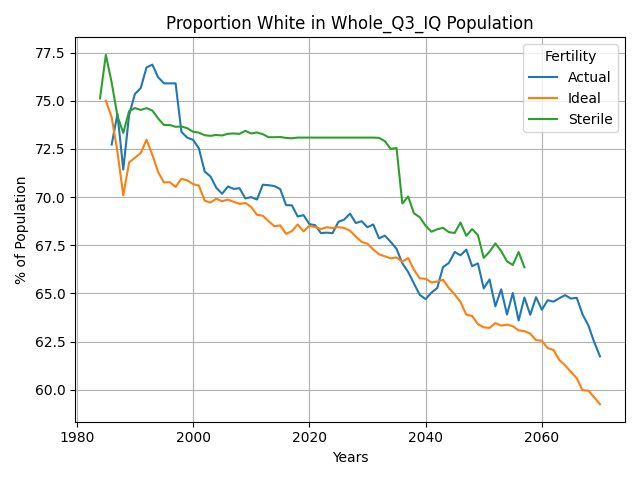 Proportion White in Whole_Q3_IQ Population
Fertility
Actual
Ideal
Sterile
% of Population
77.5
75.0
72.5
70.0
67.5
65.0
62.5
60.0
1980 2000 2020 2040 2060
Years